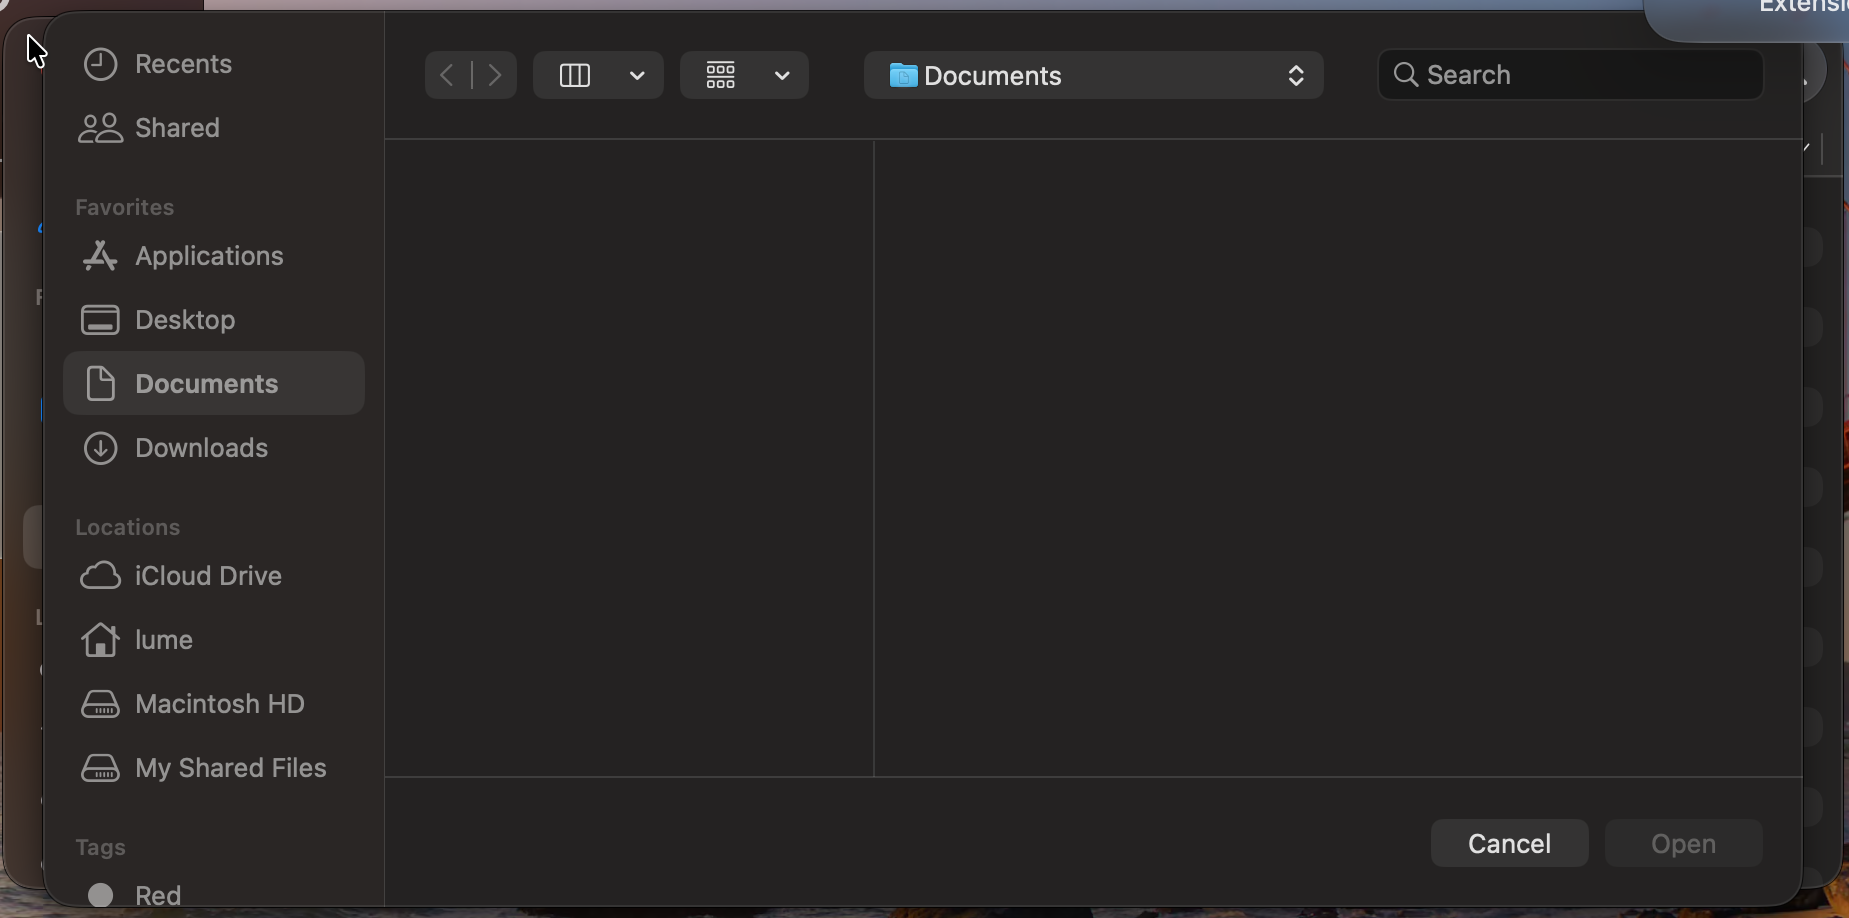 Recents
Shared
Favorites
Applications
Desktop
Documents
Downloads
Locations
iCloud Drive
lume
Macintosh HD
My Shared Files
Tags
Red
Documents
Search
Cancel
Open